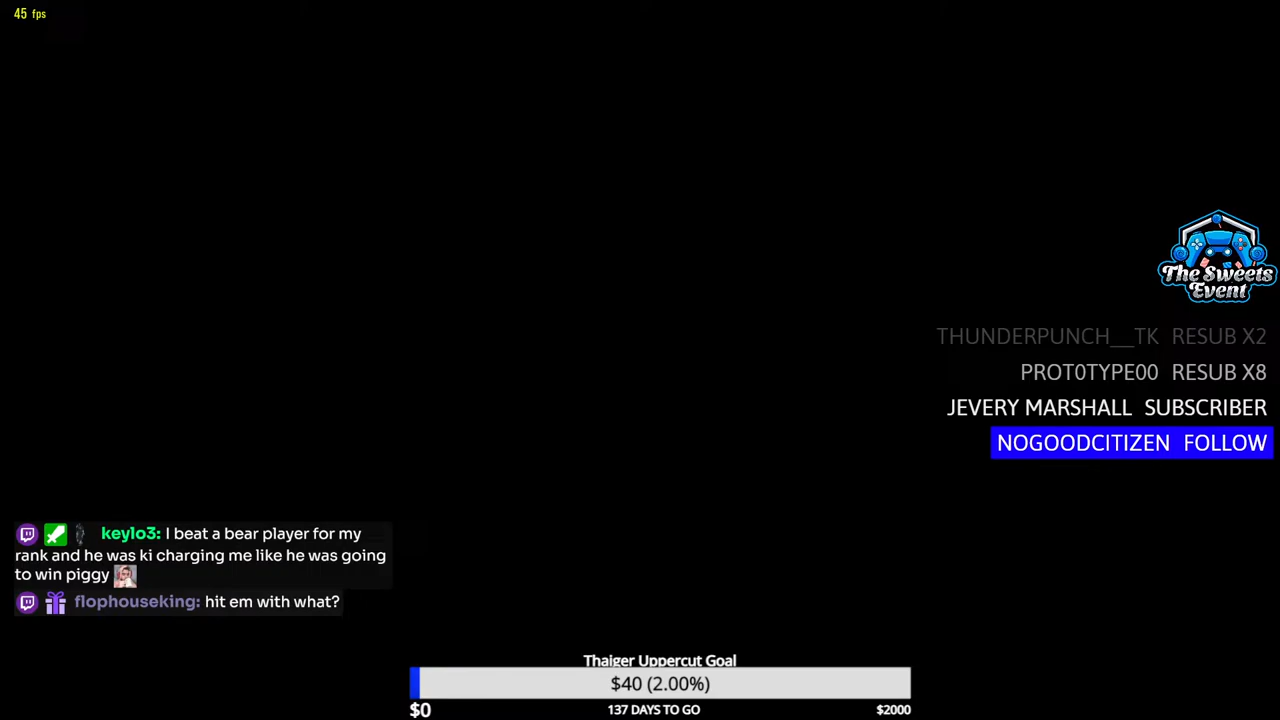 45 fps
The Sweets
Event
THUNDERPUNCH__TK RESUB X2
PROT0TYPE00 RESUB X8
JEVERY MARSHALL SUBSCRIBER
NOGOODCITIZEN FOLLOW
keylo3: I beat a bear player for my
rank and he was ki charging me like he was going
to win piggy
flophouseking: hit em with what?
Thaiger Uppercut Goal
$40 (2.00%)
$0 137 DAYS TO GO $2000